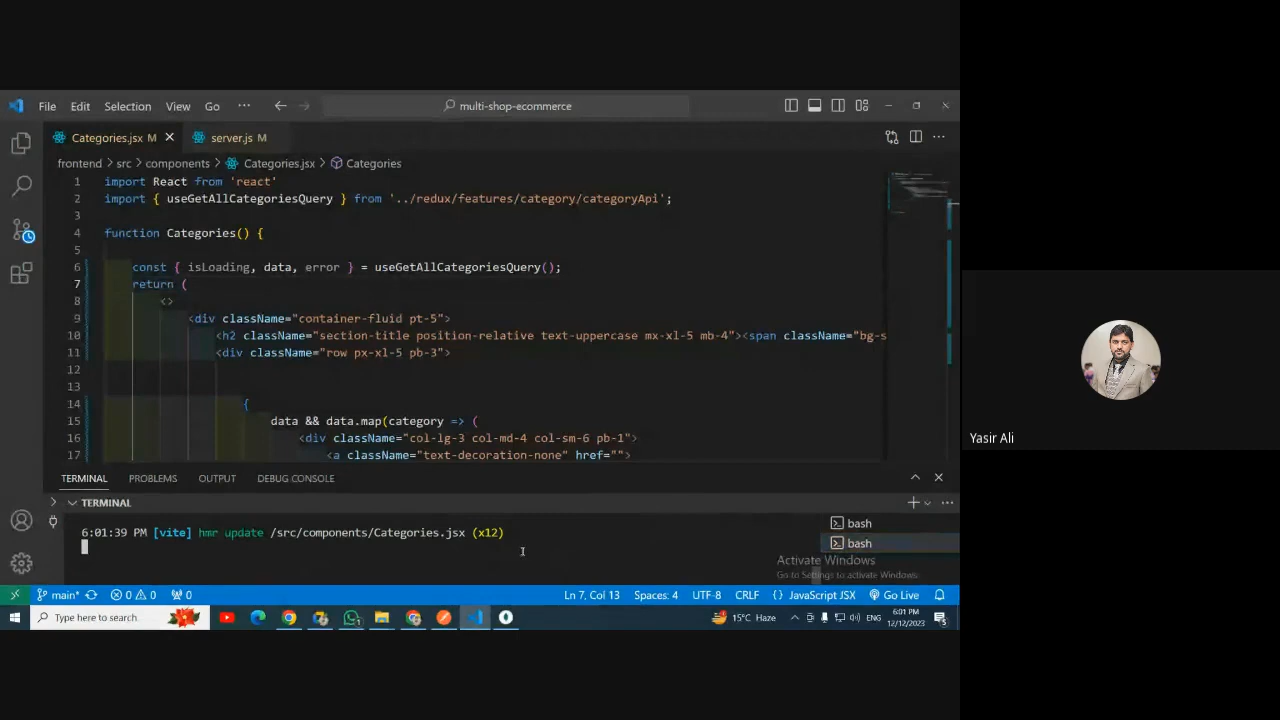 File Edit Selection View Go ··· multi-shop-ecommerce
Categories.jsx M server.js M
frontend > src > components > Categories.jsx > Categories
1 import React from 'react'
2 import { useGetAllCategoriesQuery } from '../redux/features/category/categoryApi';
3
4 function Categories() {
5
6 const { isLoading, data, error } = useGetAllCategoriesQuery();
7 return (
8 <>
9 <div className="container-fluid pt-5">
10 <h2 className="section-title position-relative text-uppercase mx-xl-5 mb-4"><span className="bg-s
11 <div className="row px-xl-5 pb-3">
12
13
14 {
15 data && data.map(category => (
16 <div className="col-lg-3 col-md-4 col-sm-6 pb-1">
17 <a className="text-decoration-none" href="">
Yasir Ali
TERMINAL PROBLEMS OUTPUT DEBUG CONSOLE
TERMINAL
6:01:39 PM [vite] hmr update /src/components/Categories.jsx (x12)
bash
bash
Activate Windows
Go to Settings to activate Windows.
main* 0 0 0 Ln 7, Col 13 Spaces: 4 UTF-8 CRLF { } JavaScript JSX Go Live
Type here to search 15°C Haze ENG 6:01 PM
12/12/2023 5